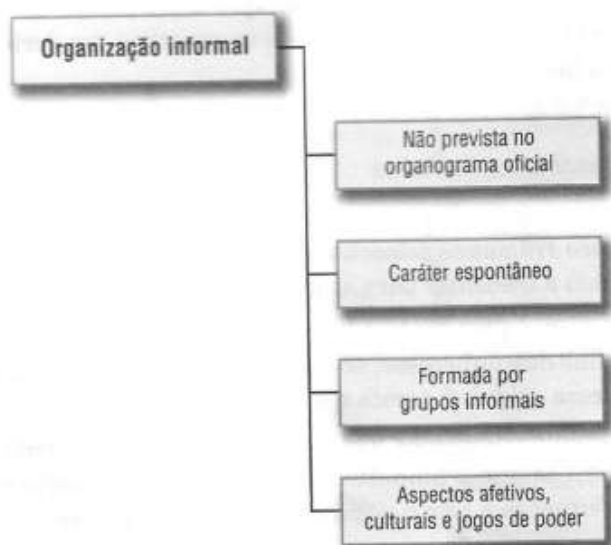 Organização informal
Não prevista no
organograma oficial
Caráter espontâneo
Formada por
grupos informais
Aspectos afetivos,
culturais e jogos de poder